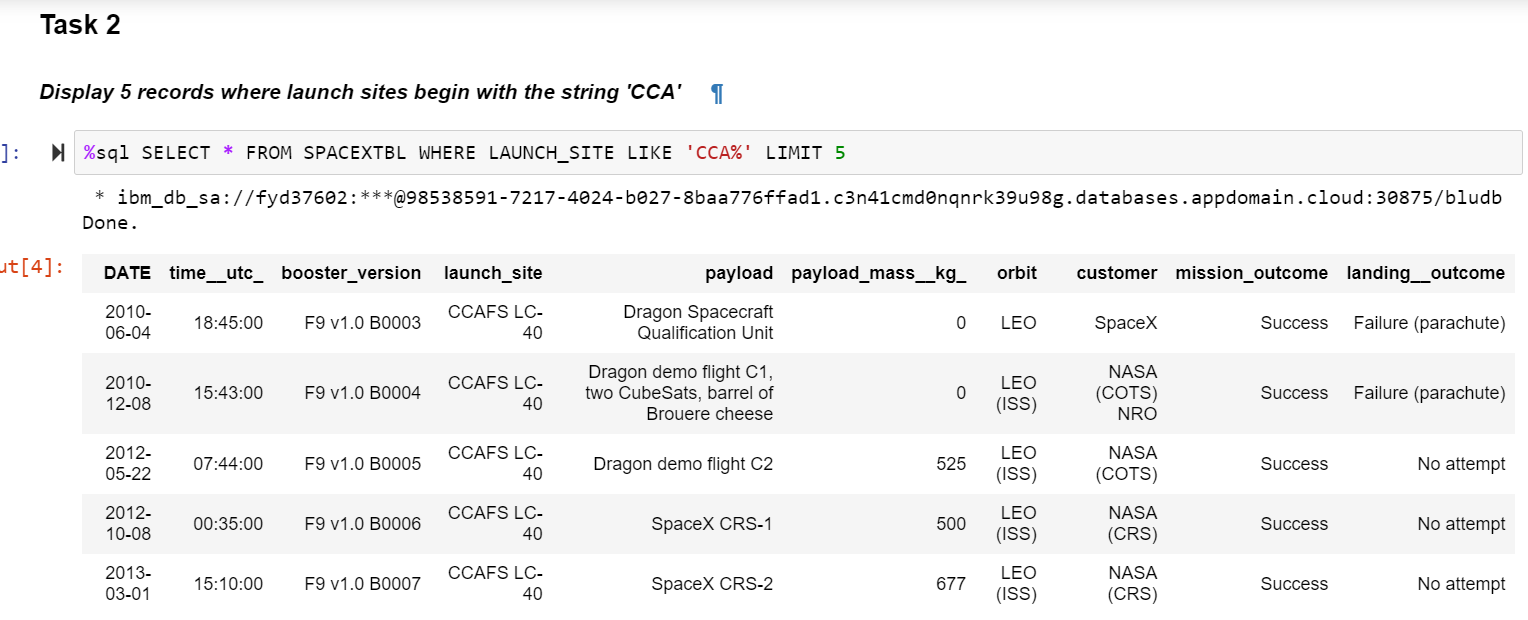 Task 2
Display 5 records where launch sites begin with the string 'CCA' ¶
]: %sql SELECT * FROM SPACEXTBL WHERE LAUNCH_SITE LIKE 'CCA%' LIMIT 5
* ibm_db_sa://fyd37602:***@98538591-7217-4024-b027-8baa776ffad1.c3n41cmd0nqnrk39u98g.databases.appdomain.cloud:30875/bludb
Done.
ut[4]:
DATE time__utc_ booster_version launch_site payload payload_mass__kg_ orbit customer mission_outcome landing__outcome
2010-06-04 18:45:00 F9 v1.0 B0003 CCAFS LC-40 Dragon Spacecraft Qualification Unit 0 LEO SpaceX Success Failure (parachute)
2010-12-08 15:43:00 F9 v1.0 B0004 CCAFS LC-40 Dragon demo flight C1, two CubeSats, barrel of Brouere cheese 0 LEO (ISS) NASA (COTS) NRO Success Failure (parachute)
2012-05-22 07:44:00 F9 v1.0 B0005 CCAFS LC-40 Dragon demo flight C2 525 LEO (ISS) NASA (COTS) Success No attempt
2012-10-08 00:35:00 F9 v1.0 B0006 CCAFS LC-40 SpaceX CRS-1 500 LEO (ISS) NASA (CRS) Success No attempt
2013-03-01 15:10:00 F9 v1.0 B0007 CCAFS LC-40 SpaceX CRS-2 677 LEO (ISS) NASA (CRS) Success No attempt